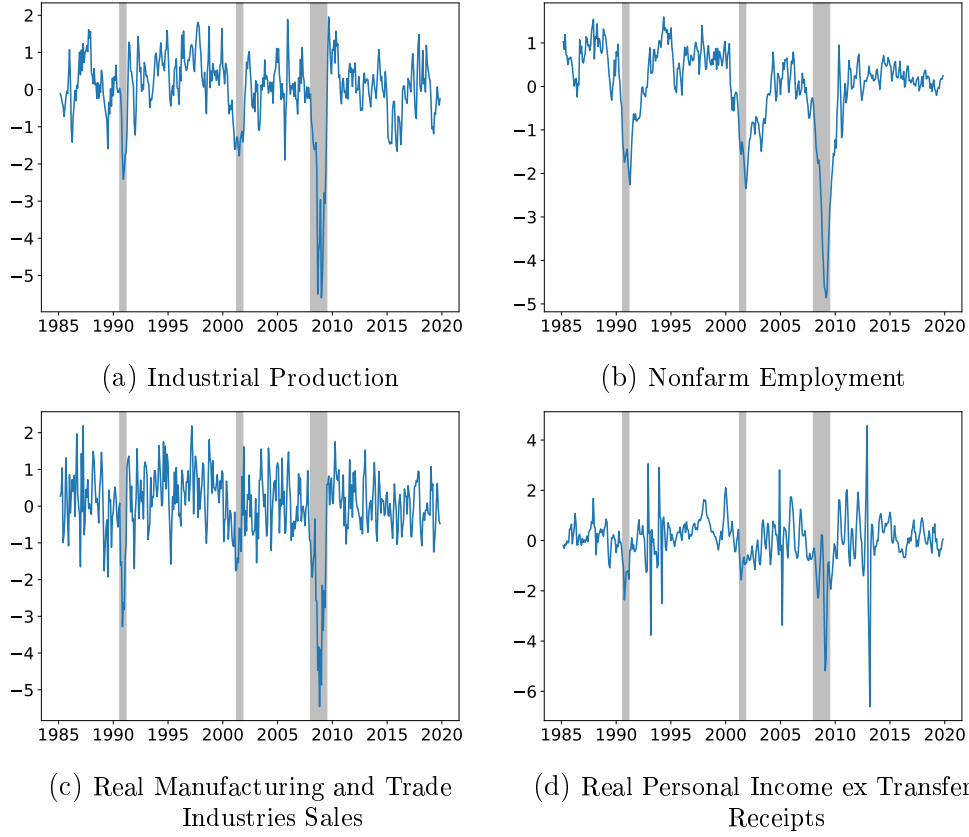 2
1
0
−1
−2
−3
−4
−5
1985 1990 1995 2000 2005 2010 2015 2020
(a) Industrial Production
1
0
−1
−2
−3
−4
−5
1985 1990 1995 2000 2005 2010 2015 2020
(b) Nonfarm Employment
2
1
0
−1
−2
−3
−4
−5
1985 1990 1995 2000 2005 2010 2015 2020
(c) Real Manufacturing and Trade
Industries Sales
4
2
0
−2
−4
−6
1985 1990 1995 2000 2005 2010 2015 2020
(d) Real Personal Income ex Transfer
Receipts